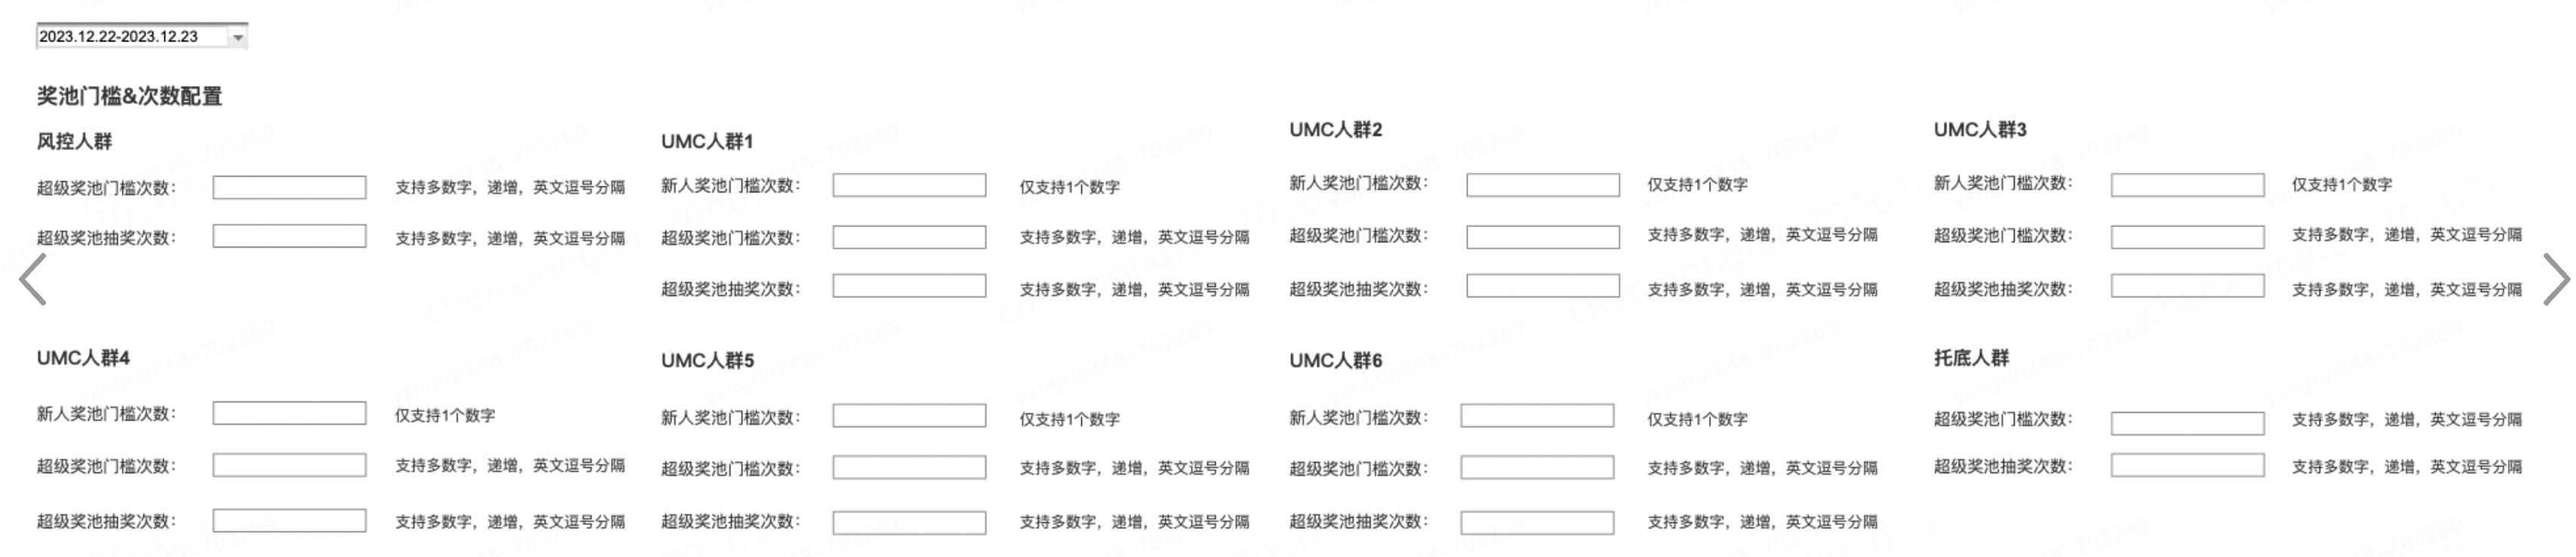 2023.12.22-2023.12.23
奖池门槛&次数配置
风控人群
超级奖池门槛次数：
支持多数字，递增，英文逗号分隔
超级奖池抽奖次数：
支持多数字，递增，英文逗号分隔
UMC人群1
新人奖池门槛次数：
仅支持1个数字
超级奖池门槛次数：
支持多数字，递增，英文逗号分隔
超级奖池抽奖次数：
支持多数字，递增，英文逗号分隔
UMC人群2
新人奖池门槛次数：
仅支持1个数字
超级奖池门槛次数：
支持多数字，递增，英文逗号分隔
超级奖池抽奖次数：
支持多数字，递增，英文逗号分隔
UMC人群3
新人奖池门槛次数：
仅支持1个数字
超级奖池门槛次数：
支持多数字，递增，英文逗号分隔
超级奖池抽奖次数：
支持多数字，递增，英文逗号分隔
UMC人群4
新人奖池门槛次数：
仅支持1个数字
超级奖池门槛次数：
支持多数字，递增，英文逗号分隔
超级奖池抽奖次数：
支持多数字，递增，英文逗号分隔
UMC人群5
新人奖池门槛次数：
仅支持1个数字
超级奖池门槛次数：
支持多数字，递增，英文逗号分隔
超级奖池抽奖次数：
支持多数字，递增，英文逗号分隔
UMC人群6
新人奖池门槛次数：
仅支持1个数字
超级奖池门槛次数：
支持多数字，递增，英文逗号分隔
超级奖池抽奖次数：
支持多数字，递增，英文逗号分隔
托底人群
超级奖池门槛次数：
支持多数字，递增，英文逗号分隔
超级奖池抽奖次数：
支持多数字，递增，英文逗号分隔